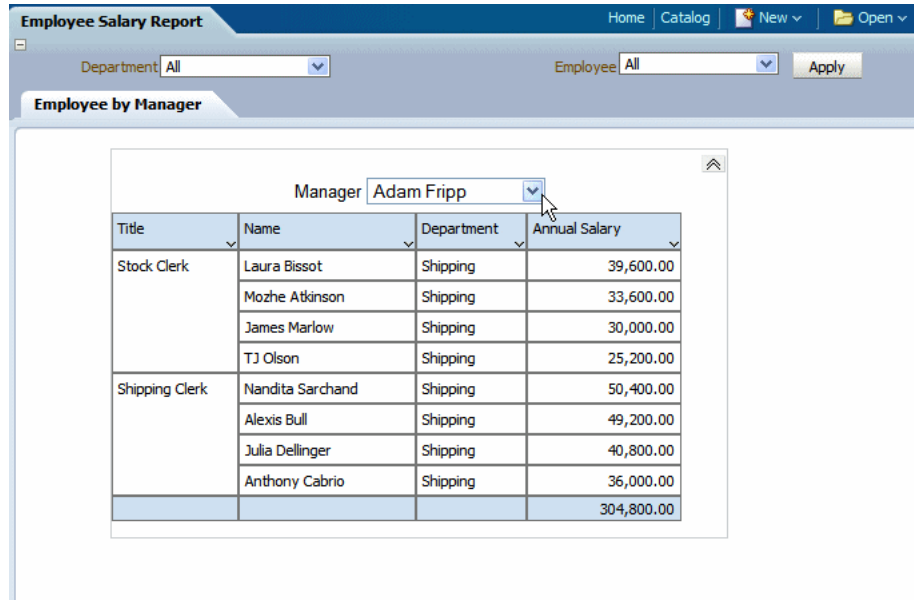 Employee Salary Report Home Catalog New Open
Department All Employee All Apply
Employee by Manager
Manager Adam Fripp
Title Name Department Annual Salary
Stock Clerk Laura Bissot Shipping 39,600.00
Mozhe Atkinson Shipping 33,600.00
James Marlow Shipping 30,000.00
TJ Olson Shipping 25,200.00
Shipping Clerk Nandita Sarchand Shipping 50,400.00
Alexis Bull Shipping 49,200.00
Julia Dellinger Shipping 40,800.00
Anthony Cabrio Shipping 36,000.00
304,800.00